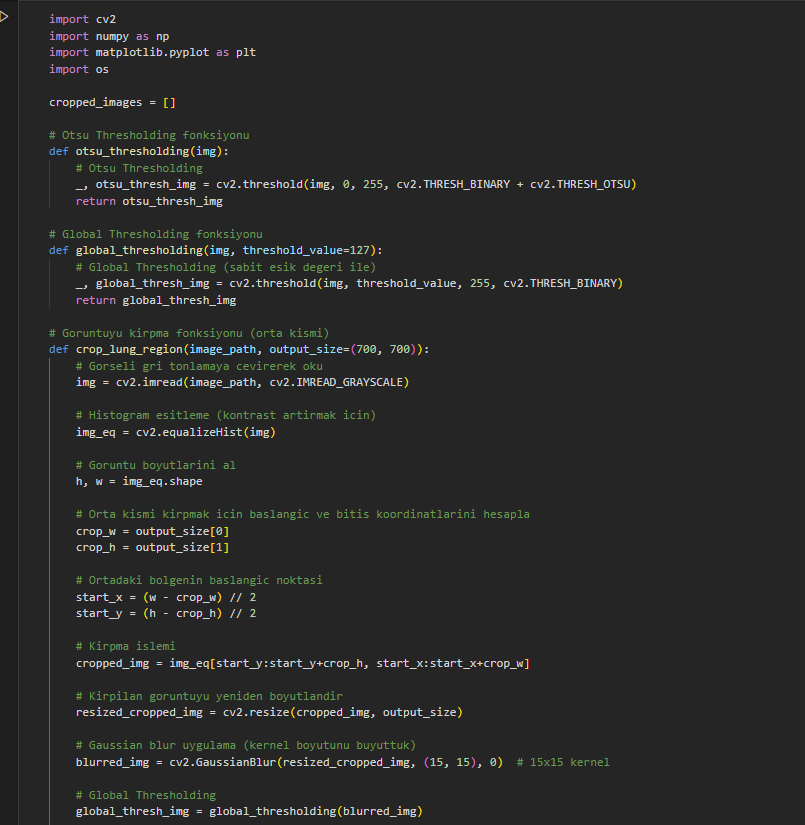 import cv2
import numpy as np
import matplotlib.pyplot as plt
import os

cropped_images = []

# Otsu Thresholding fonksiyonu
def otsu_thresholding(img):
    # Otsu Thresholding
    _, otsu_thresh_img = cv2.threshold(img, 0, 255, cv2.THRESH_BINARY + cv2.THRESH_OTSU)
    return otsu_thresh_img

# Global Thresholding fonksiyonu
def global_thresholding(img, threshold_value=127):
    # Global Thresholding (sabit esik degeri ile)
    _, global_thresh_img = cv2.threshold(img, threshold_value, 255, cv2.THRESH_BINARY)
    return global_thresh_img

# Goruntuyu kirpma fonksiyonu (orta kismi)
def crop_lung_region(image_path, output_size=(700, 700)):
    # Gorseli gri tonlamaya cevirerek oku
    img = cv2.imread(image_path, cv2.IMREAD_GRAYSCALE)

    # Histogram esitleme (kontrast artirmak icin)
    img_eq = cv2.equalizeHist(img)

    # Goruntu boyutlarini al
    h, w = img_eq.shape

    # Orta kismi kirpmak icin baslangic ve bitis koordinatlarini hesapla
    crop_w = output_size[0]
    crop_h = output_size[1]

    # Ortadaki bolgenin baslangic noktasi
    start_x = (w - crop_w) // 2
    start_y = (h - crop_h) // 2

    # Kirpma islemi
    cropped_img = img_eq[start_y:start_y+crop_h, start_x:start_x+crop_w]

    # Kirpilan goruntuyu yeniden boyutlandir
    resized_cropped_img = cv2.resize(cropped_img, output_size)

    # Gaussian blur uygulama (kernel boyutunu buyuttuk)
    blurred_img = cv2.GaussianBlur(resized_cropped_img, (15, 15), 0)  # 15x15 kernel

    # Global Thresholding
    global_thresh_img = global_thresholding(blurred_img)